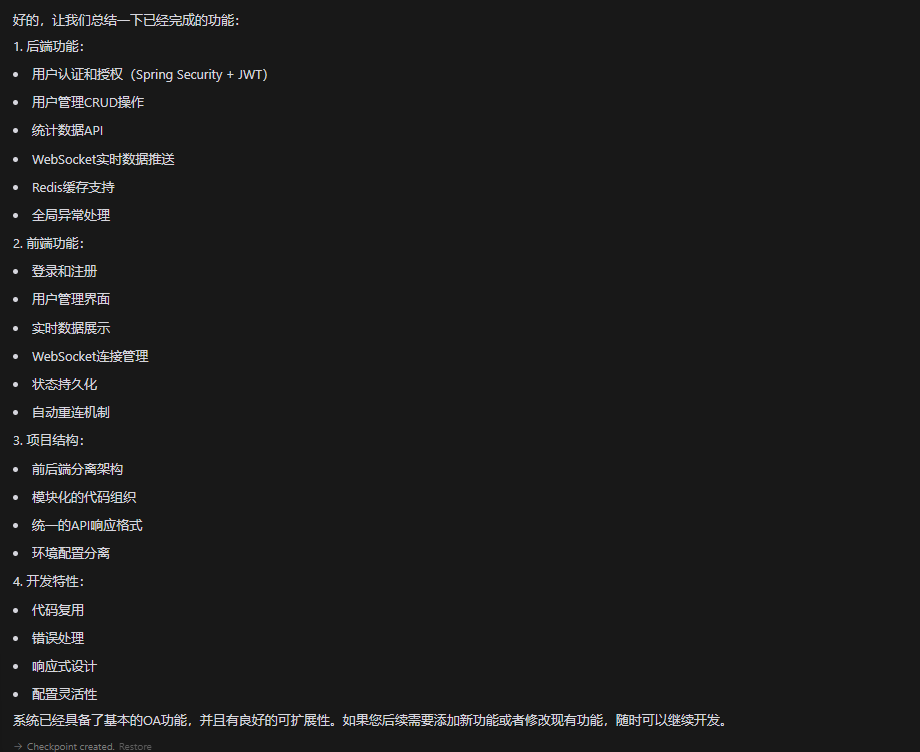 好的，让我们总结一下已经完成的功能：
1. 后端功能：
• 用户认证和授权（Spring Security + JWT）
• 用户管理CRUD操作
• 统计数据API
• WebSocket实时数据推送
• Redis缓存支持
• 全局异常处理
2. 前端功能：
• 登录和注册
• 用户管理界面
• 实时数据展示
• WebSocket连接管理
• 状态持久化
• 自动重连机制
3. 项目结构：
• 前后端分离架构
• 模块化的代码组织
• 统一的API响应格式
• 环境配置分离
4. 开发特性：
• 代码复用
• 错误处理
• 响应式设计
• 配置灵活性
系统已经具备了基本的OA功能，并且有良好的可扩展性。如果您后续需要添加新功能或者修改现有功能，随时可以继续开发。
→ Checkpoint created. Restore